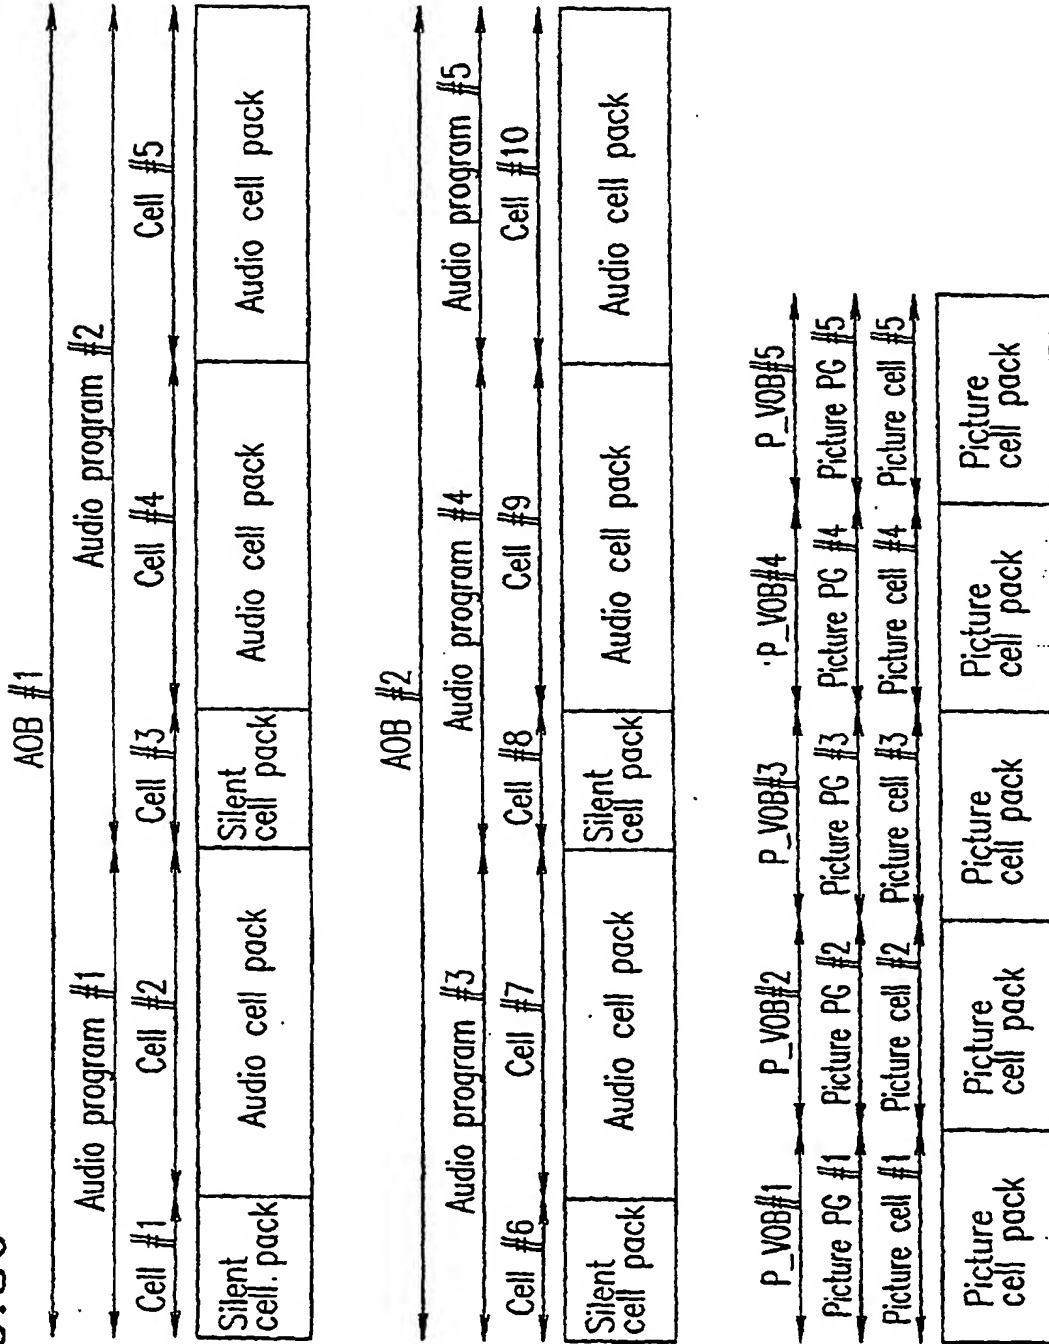 AOB #1
Audio program #1 Audio program #2
Cell #1 Cell #2 Cell #3 Cell #4 Cell #5
Silent cell. pack
Audio cell pack
Silent cell pack
Audio cell pack
Audio cell pack
AOB #2
Audio program #3 Audio program #4 Audio program #5
Cell #6 Cell #7 Cell #8 Cell #9 Cell #10
Silent cell pack
Audio cell pack
Silent cell pack
Audio cell pack
Audio cell pack
P_VOB#1 P_VOB#2 P_VOB#3 P_VOB#4 P_VOB#5
Picture PG #1 Picture PG #2 Picture PG #3 Picture PG #4 Picture PG #5
Picture cell #1 Picture cell #2 Picture cell #3 Picture cell #4 Picture cell #5
Picture cell pack
Picture cell pack
Picture cell pack
Picture cell pack
Picture cell pack